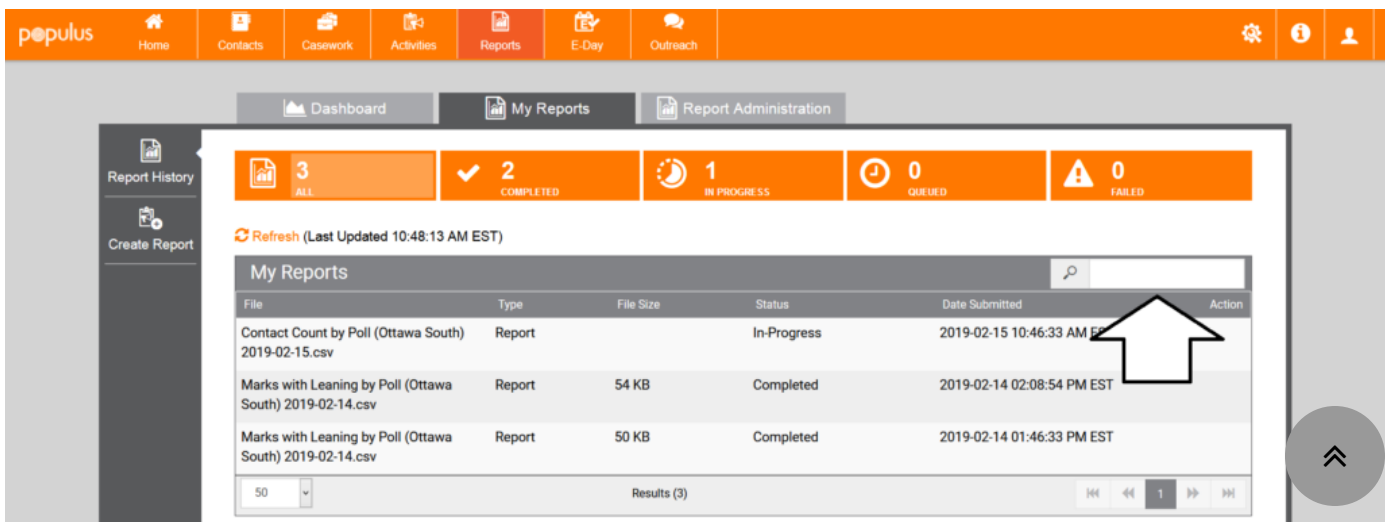 populus
Home
Contacts
Casework
Activities
Reports
E-Day
Outreach
Dashboard
My Reports
Report Administration
Report History
Create Report
3
ALL
2
COMPLETED
1
IN PROGRESS
0
QUEUED
0
FAILED
Refresh (Last Updated 10:48:13 AM EST)
My Reports
File Type File Size Status Date Submitted Action
Contact Count by Poll (Ottawa South) Report In-Progress 2019-02-15 10:46:33 AM
2019-02-15.csv
Marks with Leaning by Poll (Ottawa Report 54 KB Completed 2019-02-14 02:08:54 PM EST
South) 2019-02-14.csv
Marks with Leaning by Poll (Ottawa Report 50 KB Completed 2019-02-14 01:46:33 PM EST
South) 2019-02-14.csv
50 Results (3) 1